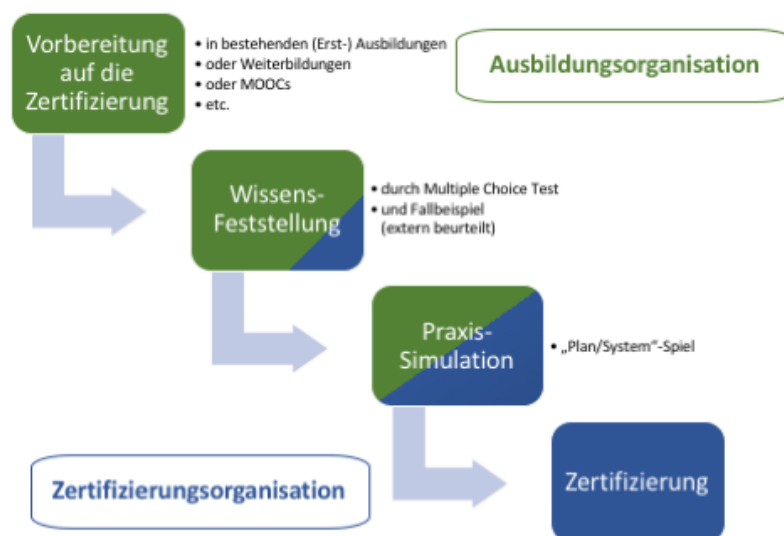 Vorbereitung
auf die
Zertifizierung
• in bestehenden (Erst-) Ausbildungen
• oder Weiterbildungen
• oder MOOCs
• etc.
Ausbildungsorganisation
Wissens-
Feststellung
• durch Multiple Choice Test
• und Fallbeispiel
(extern beurteilt)
Praxis-
Simulation
• „Plan/System“-Spiel
Zertifizierungsorganisation
Zertifizierung